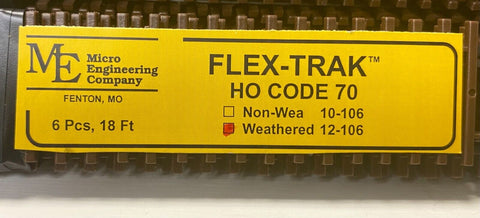 ME Micro
Engineering
Company
FENTON, MO
6 Pcs, 18 Ft
FLEX-TRAK™
HO CODE 70
Non-Wea 10-106
Weathered 12-106